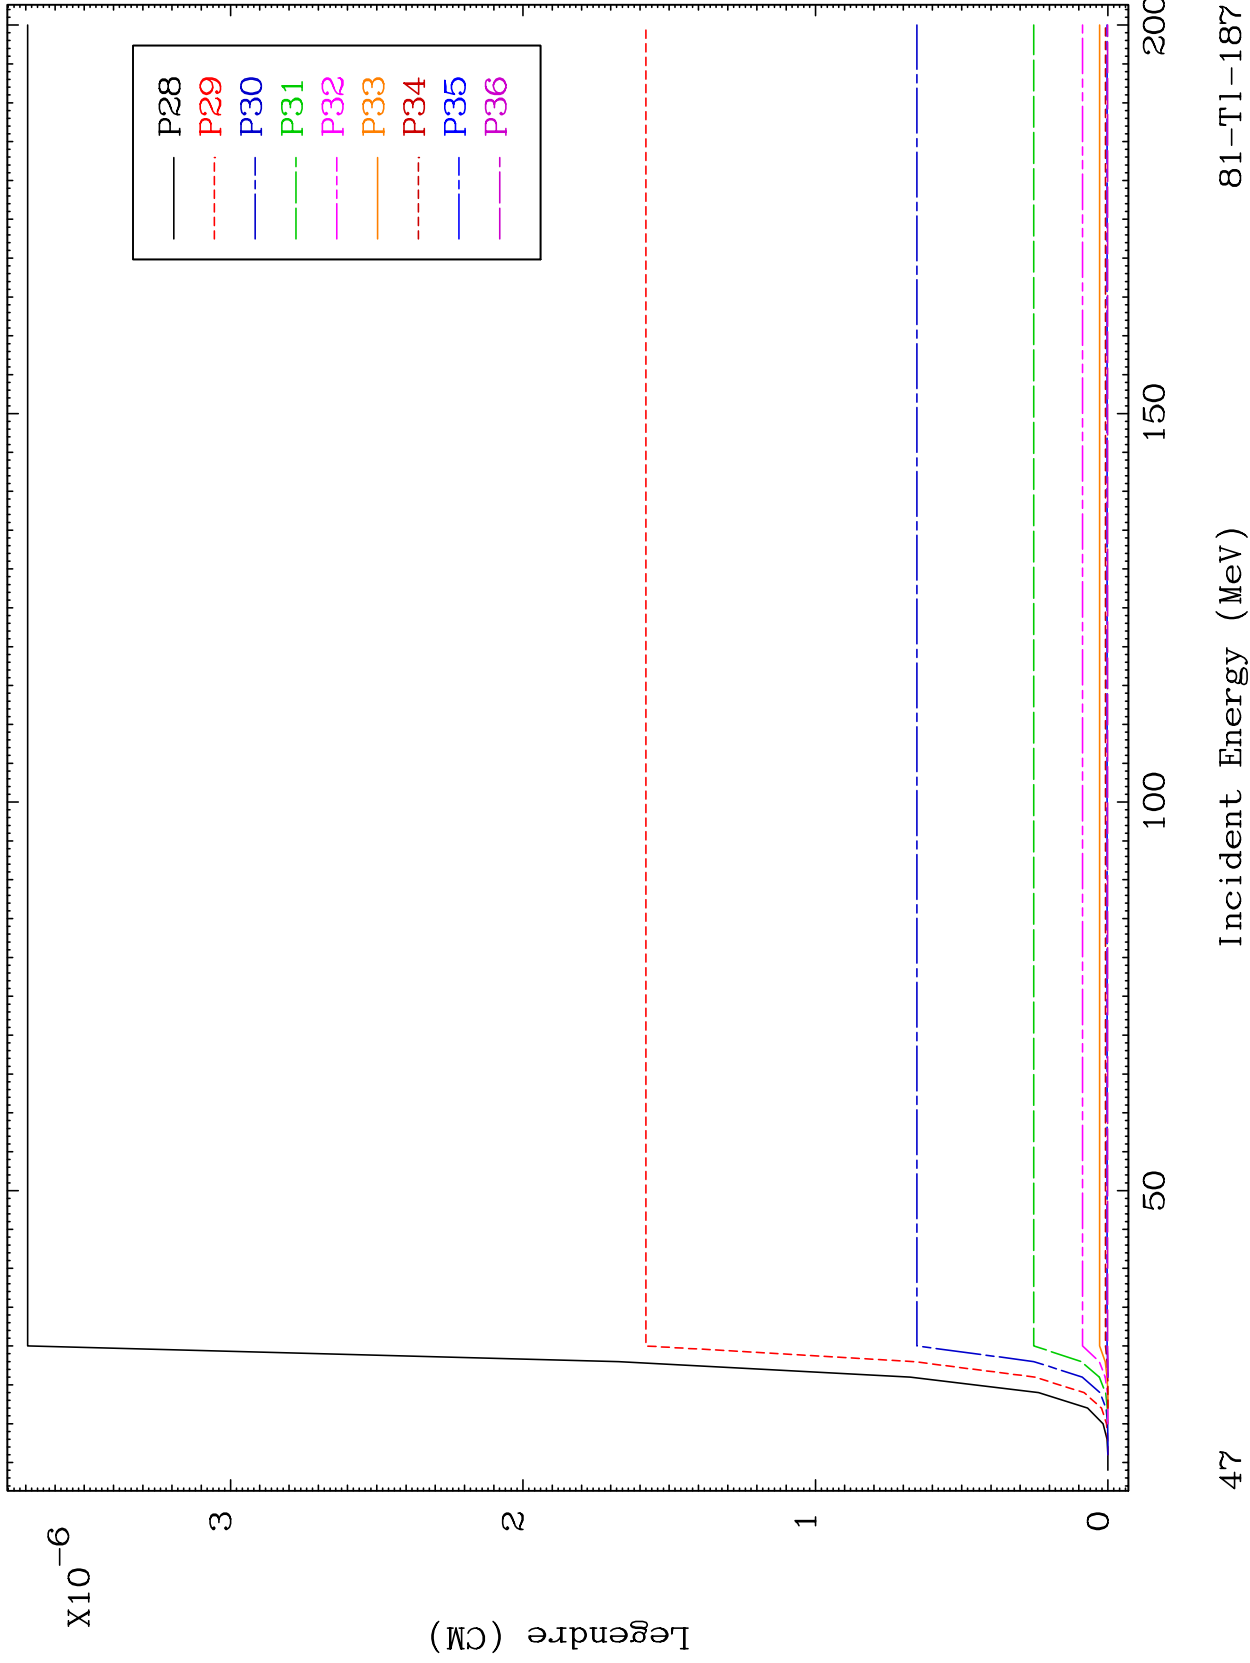 X10-6
3
2
1
0
Legendre (CM)
P28
P29
P30
P31
P32
P33
P34
P35
P36
50
100
150
200
Incident Energy (MeV)
47
81-Tl-187